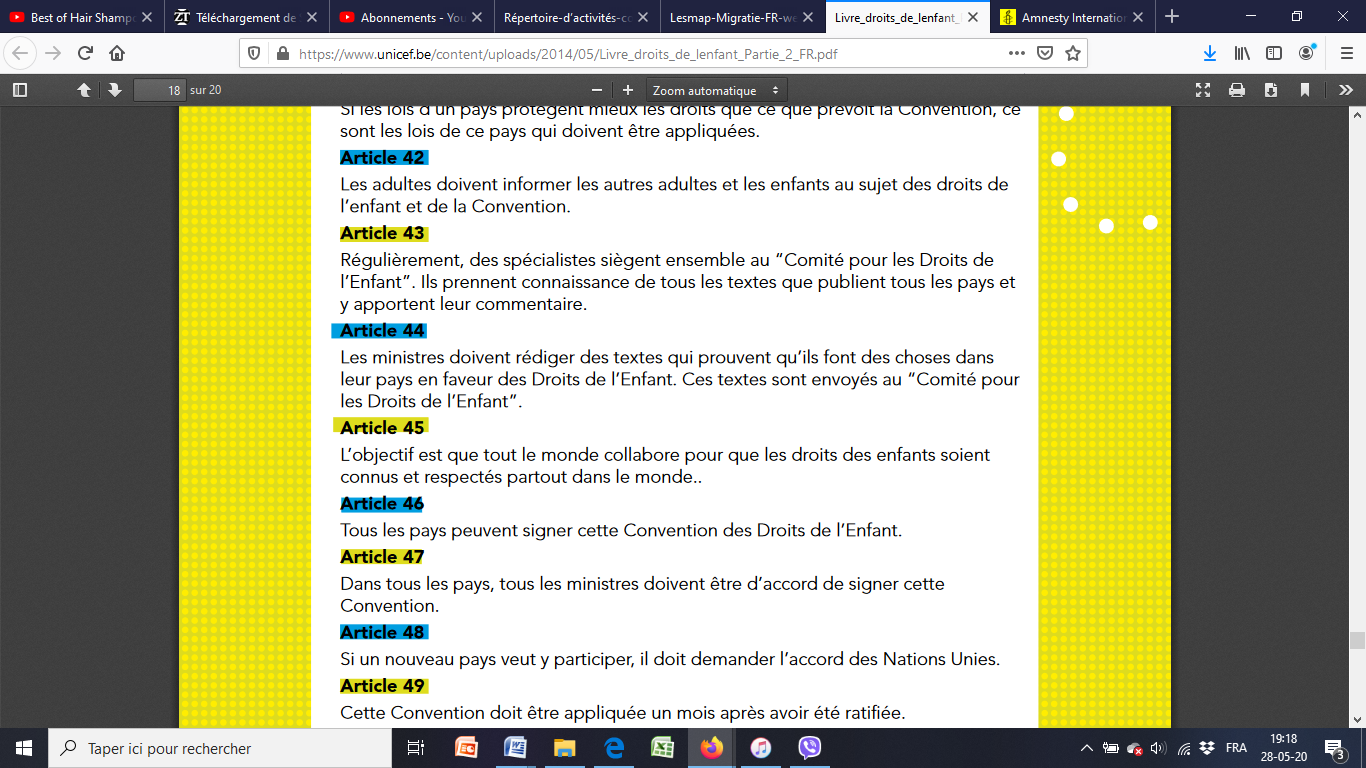 Best of Hair Shampo
Téléchargement de
Abonnements - You
Répertoire-d'activités-co
Lesmap-Migratie-FR-we
Livre_droits_de_lenfant_
Amnesty Internation
https://www.unicef.be/content/uploads/2014/05/Livre_droits_de_lenfant_Partie_2_FR.pdf
18 sur 20
Zoom automatique
Si les lois d'un pays protègent mieux les droits que ce que prévoit la Convention, ce
sont les lois de ce pays qui doivent être appliquées.
Article 42
Les adultes doivent informer les autres adultes et les enfants au sujet des droits de
l'enfant et de la Convention.
Article 43
Régulièrement, des spécialistes siègent ensemble au “Comité pour les Droits de
l'Enfant”. Ils prennent connaissance de tous les textes que publient tous les pays et
y apportent leur commentaire.
Article 44
Les ministres doivent rédiger des textes qui prouvent qu'ils font des choses dans
leur pays en faveur des Droits de l'Enfant. Ces textes sont envoyés au “Comité pour
les Droits de l'Enfant”.
Article 45
L'objectif est que tout le monde collabore pour que les droits des enfants soient
connus et respectés partout dans le monde..
Article 46
Tous les pays peuvent signer cette Convention des Droits de l'Enfant.
Article 47
Dans tous les pays, tous les ministres doivent être d'accord de signer cette
Convention.
Article 48
Si un nouveau pays veut y participer, il doit demander l'accord des Nations Unies.
Article 49
Cette Convention doit être appliquée un mois après avoir été ratifiée.
Taper ici pour rechercher
FRA
19:18
28-05-20
3